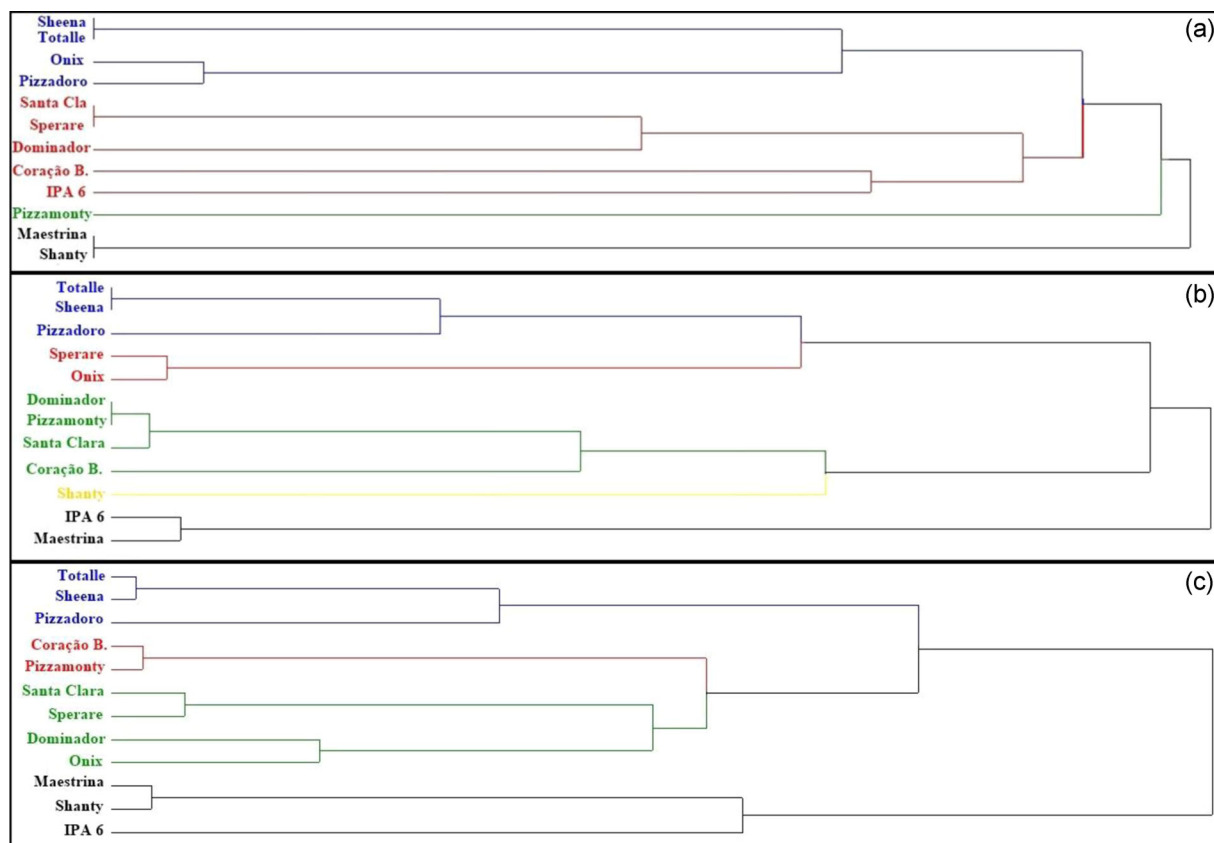 (a)
Sheena
Totalle
Onix
Pizzadoro
Santa Cla
Sperare
Dominador
Coração B.
IPA 6
Pizzamonty
Maestrina
Shanty
(b)
Totalle
Sheena
Pizzadoro
Sperare
Onix
Dominador
Pizzamonty
Santa Clara
Coração B.
Shanty
IPA 6
Maestrina
(c)
Totalle
Sheena
Pizzadoro
Coração B.
Pizzamonty
Santa Clara
Sperare
Dominador
Onix
Maestrina
Shanty
IPA 6